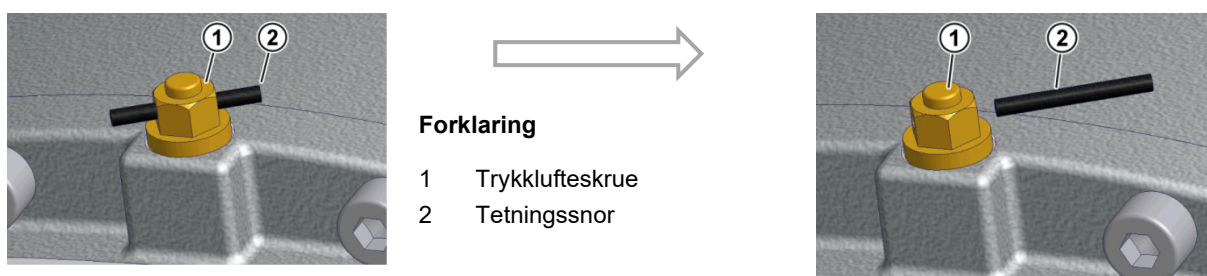 1 2
1 2
Forklaring
1 Trykklufteskrue
2 Tetningssnor